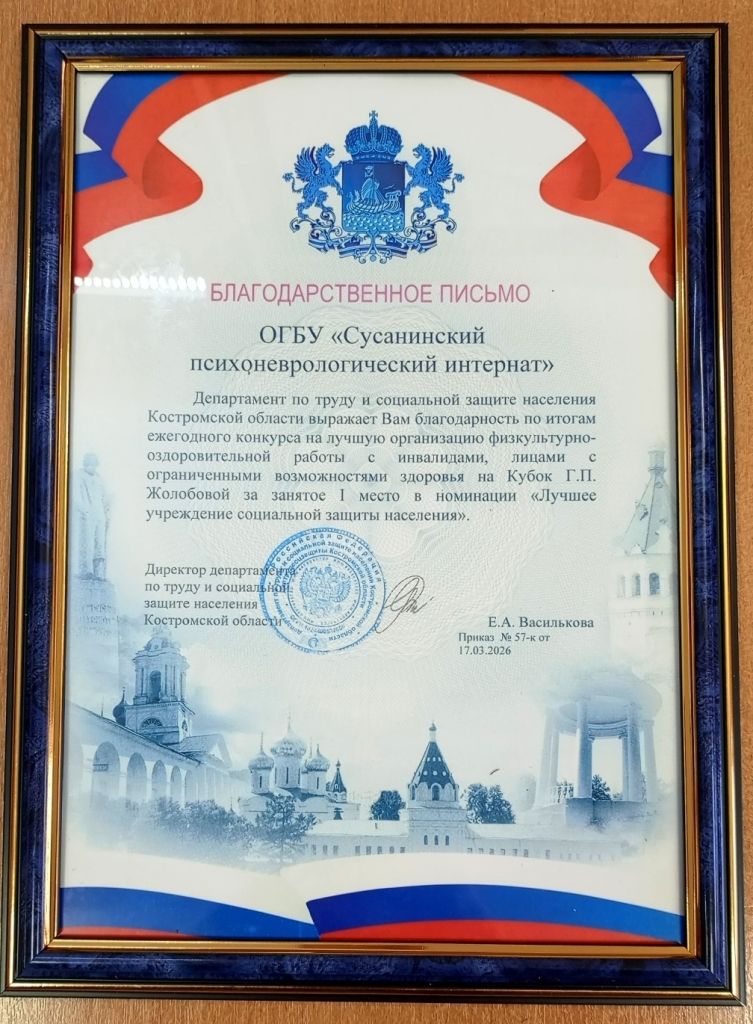 БЛАГОДАРСТВЕННОЕ ПИСЬМО
ОГБУ «Сусанинский
психоневрологический интернат»
Департамент по труду и социальной защите населения
Костромской области выражает Вам благодарность по итогам
ежегодного конкурса на лучшую организацию физкультурно-
оздоровительной работы с инвалидами, лицами с
ограниченными возможностями здоровья на Кубок Г.П.
Жолобовой за занятое I место в номинации «Лучшее
учреждение социальной защиты населения».
Директор департамента
по труду и социальной
защите населения
Костромской области
Российская Федерация
Е.А. Василькова
Приказ № 57-к от
17.03.2026